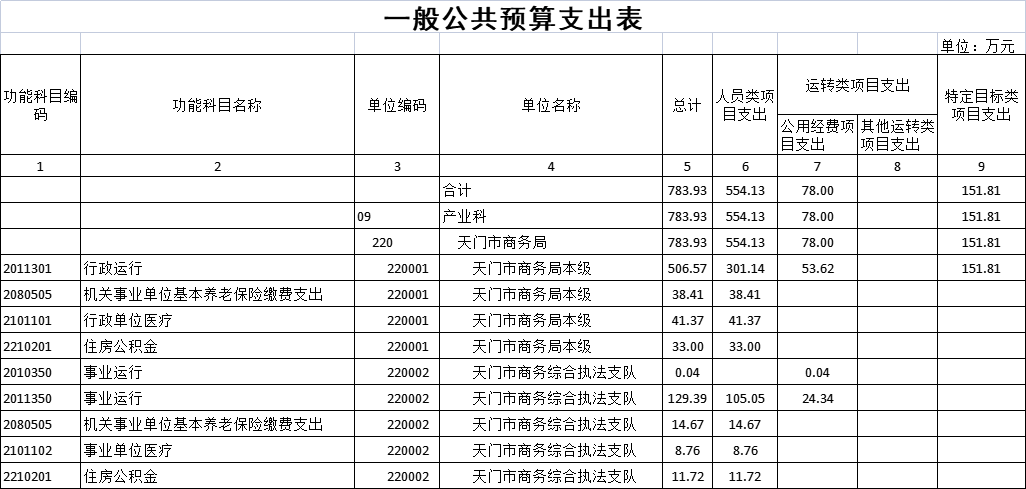 一般公共预算支出表
单位：万元
功能科目编码 功能科目名称 单位编码 单位名称 总计 人员类项目支出 运转类项目支出 特定目标类项目支出
公用经费项目支出 其他运转类项目支出
1 2 3 4 5 6 7 8 9
合计 783.93 554.13 78.00 151.81
09 产业科 783.93 554.13 78.00 151.81
220 天门市商务局 783.93 554.13 78.00 151.81
2011301 行政运行 220001 天门市商务局本级 506.57 301.14 53.62 151.81
2080505 机关事业单位基本养老保险缴费支出 220001 天门市商务局本级 38.41 38.41
2101101 行政单位医疗 220001 天门市商务局本级 41.37 41.37
2210201 住房公积金 220001 天门市商务局本级 33.00 33.00
2010350 事业运行 220002 天门市商务综合执法支队 0.04 0.04
2011350 事业运行 220002 天门市商务综合执法支队 129.39 105.05 24.34
2080505 机关事业单位基本养老保险缴费支出 220002 天门市商务综合执法支队 14.67 14.67
2101102 事业单位医疗 220002 天门市商务综合执法支队 8.76 8.76
2210201 住房公积金 220002 天门市商务综合执法支队 11.72 11.72